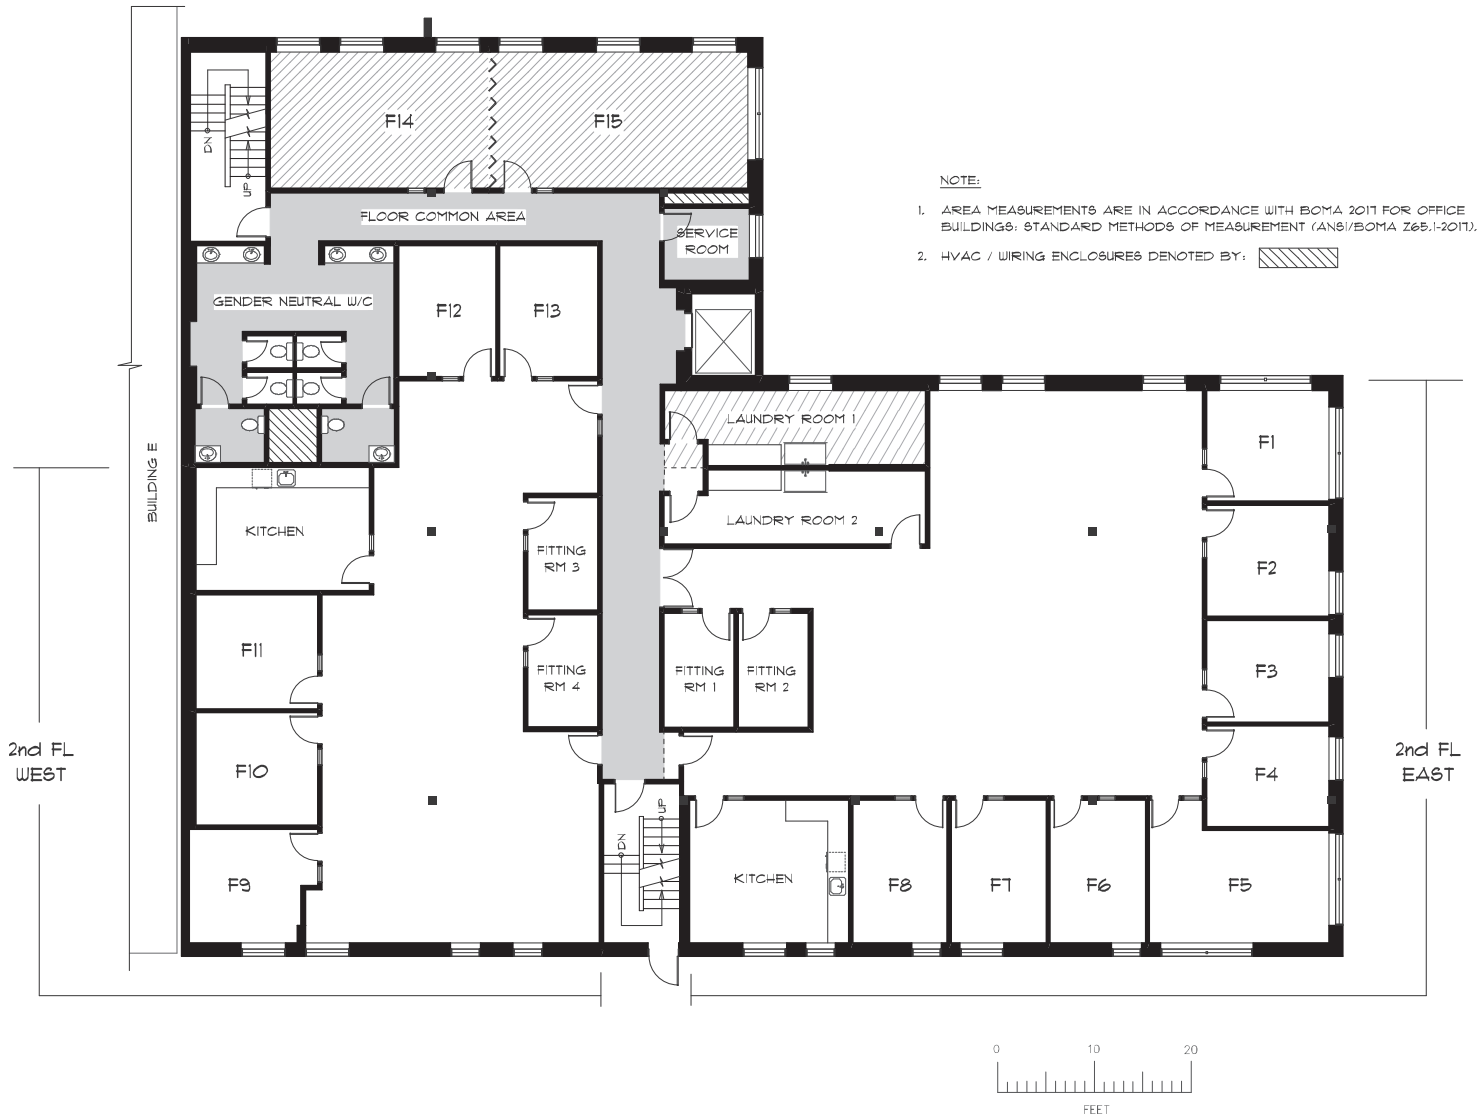 F14
F15
DN
UP
NOTE:
1. AREA MEASUREMENTS ARE IN ACCORDANCE WITH BOMA 2017 FOR OFFICE
BUILDINGS: STANDARD METHODS OF MEASUREMENT (ANSI/BOMA Z65.1-2017).
2. HVAC / WIRING ENCLOSURES DENOTED BY:
FLOOR COMMON AREA
SERVICE
ROOM
GENDER NEUTRAL W/C
F12
F13
LAUNDRY ROOM 1
F1
BUILDING E
KITCHEN
LAUNDRY ROOM 2
FITTING
RM 3
F2
F11
FITTING
RM 4
FITTING
RM 1
FITTING
RM 2
F3
2nd FL
WEST
F10
F4
2nd FL
EAST
UP
DN
F9
KITCHEN
F8
F7
F6
F5
0
10
20
FEET